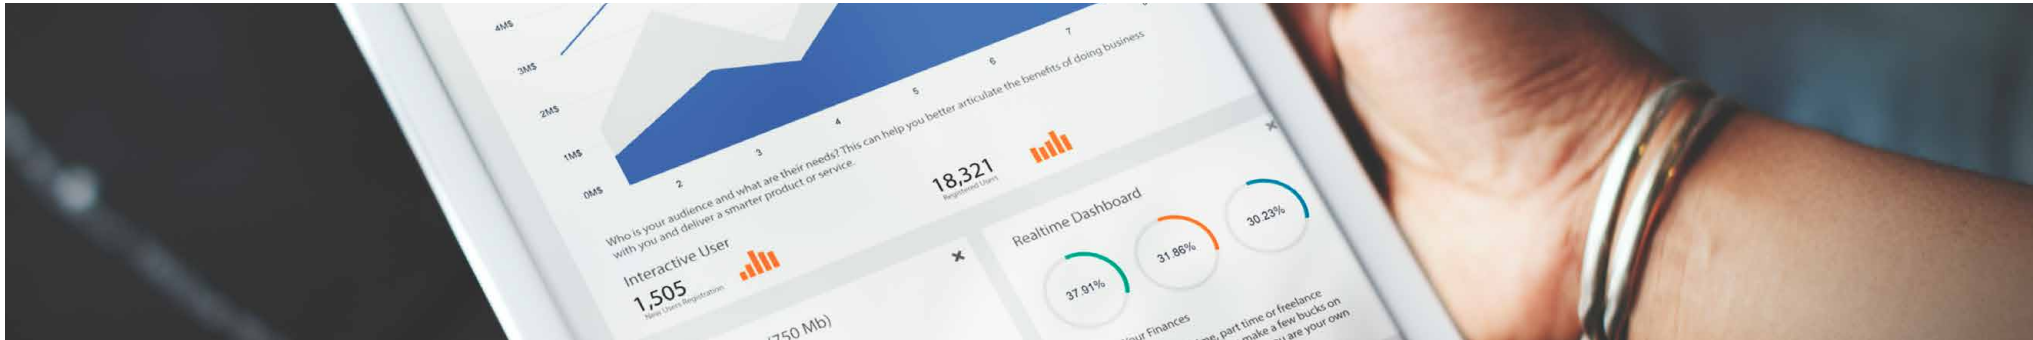 4M$
3M$
2M$
1M$
0M$
2
3
4
5
6
7
Who is your audience and what are their needs? This can help you better articulate the benefits of doing business
with you and deliver a smarter product or service.
Interactive User
1,505
New Users Registration
18,321
Registered Users
Realtime Dashboard
37.91%
31.86%
30.23%
750 Mb)
Your Finances
part time or freelance
make a few bucks on
are your own